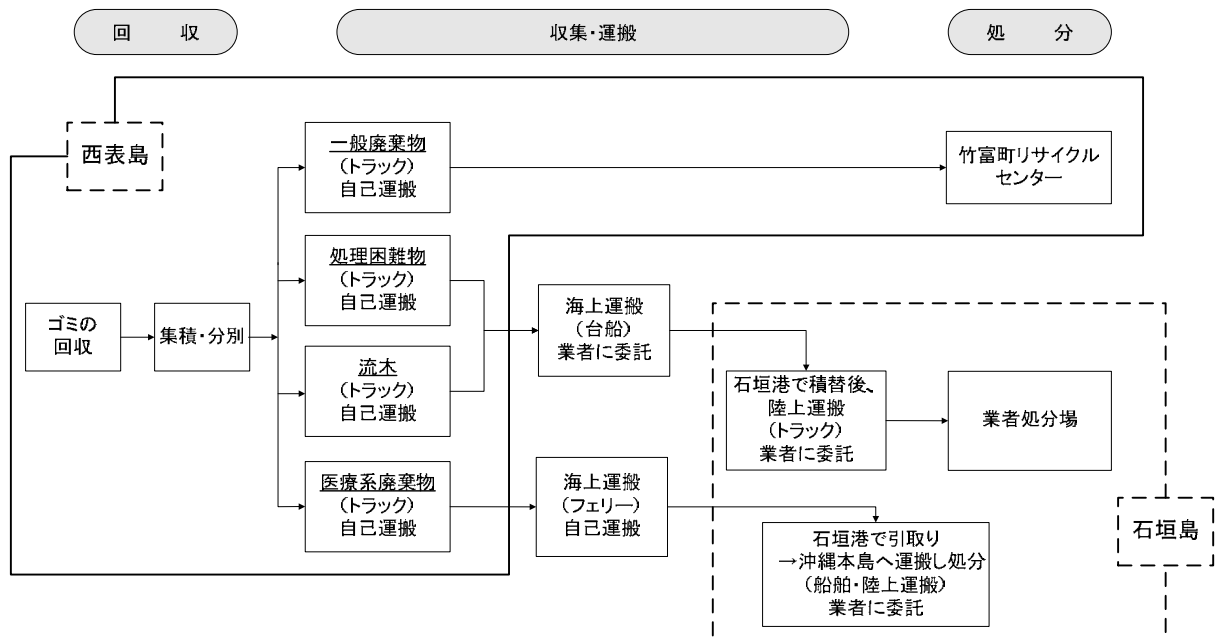 回　収
収集・運搬
処　分
西表島
一般廃棄物
(トラック)
自己運搬
竹富町リサイクル
センター
処理困難物
(トラック)
自己運搬
ゴミの
回収
集積・分別
流木
(トラック)
自己運搬
海上運搬
(台船)
業者に委託
石垣港で積替後、
陸上運搬
(トラック)
業者に委託
業者処分場
医療系廃棄物
(トラック)
自己運搬
海上運搬
(フェリー)
自己運搬
石垣港で引取り
→沖縄本島へ運搬し処分
(船舶・陸上運搬)
業者に委託
石垣島